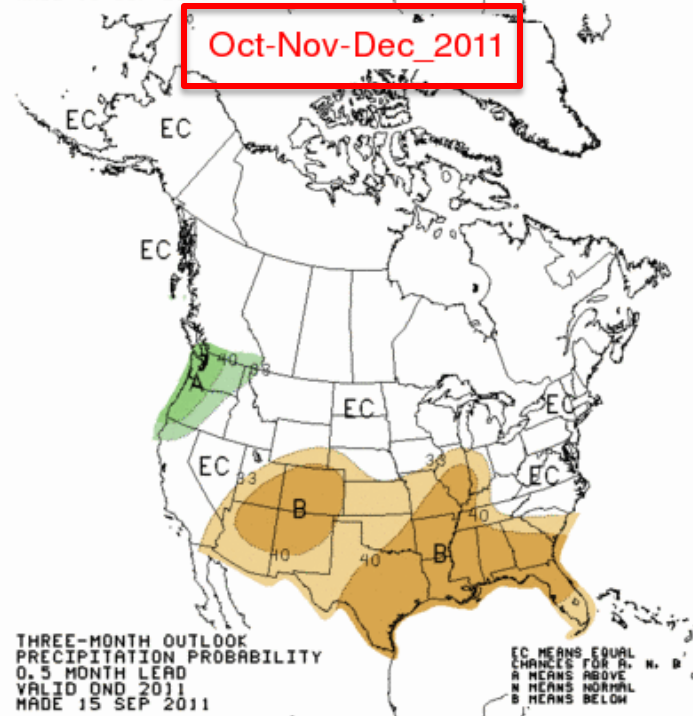 Oct-Nov-Dec_2011
EC
EC
EC
40
33
A
EC
EC
EC
33
33
EC
B
40
40
40
B
THREE-MONTH OUTLOOK
PRECIPITATION PROBABILITY
0.5 MONTH LEAD
VALID OND 2011
MADE 15 SEP 2011
EC MEANS EQUAL
CHANCES FOR A, N, B
A MEANS ABOVE
N MEANS NORMAL
B MEANS BELOW